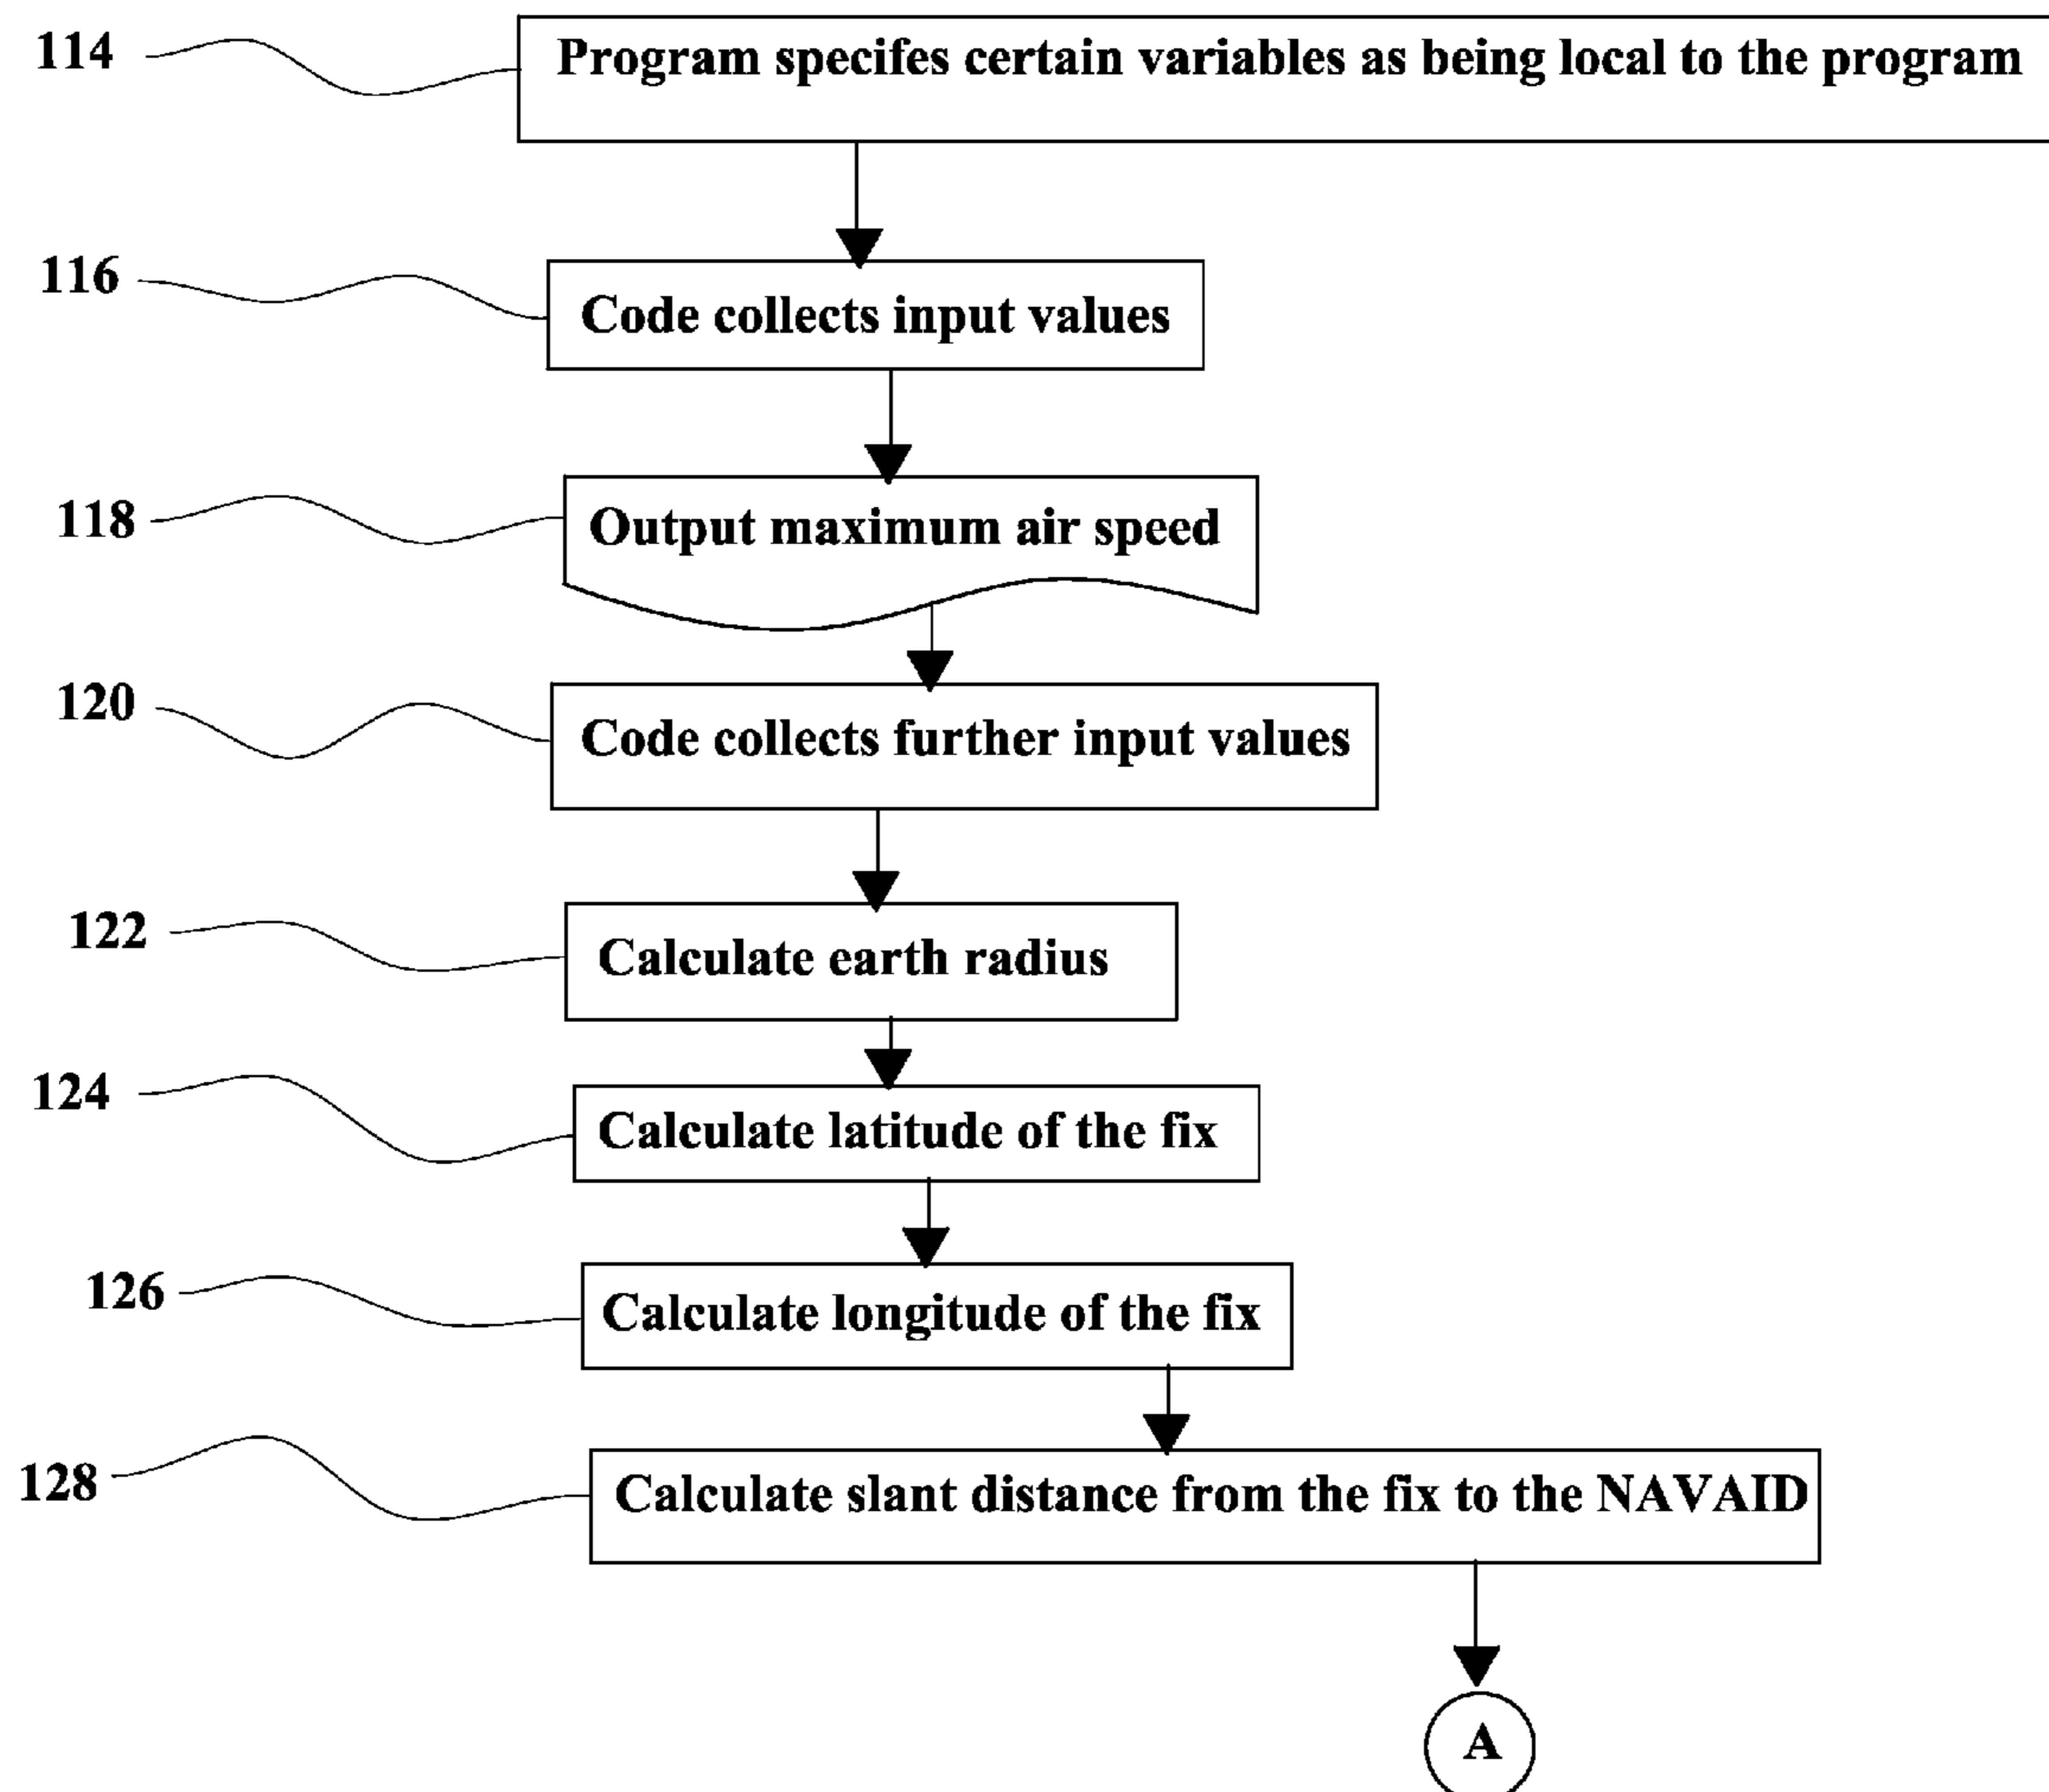 114
Program specifes certain variables as being local to the program
116
Code collects input values
118
Output maximum air speed
120
Code collects further input values
122
Calculate earth radius
124
Calculate latitude of the fix
126
Calculate longitude of the fix
128
Calculate slant distance from the fix to the NAVAID
A